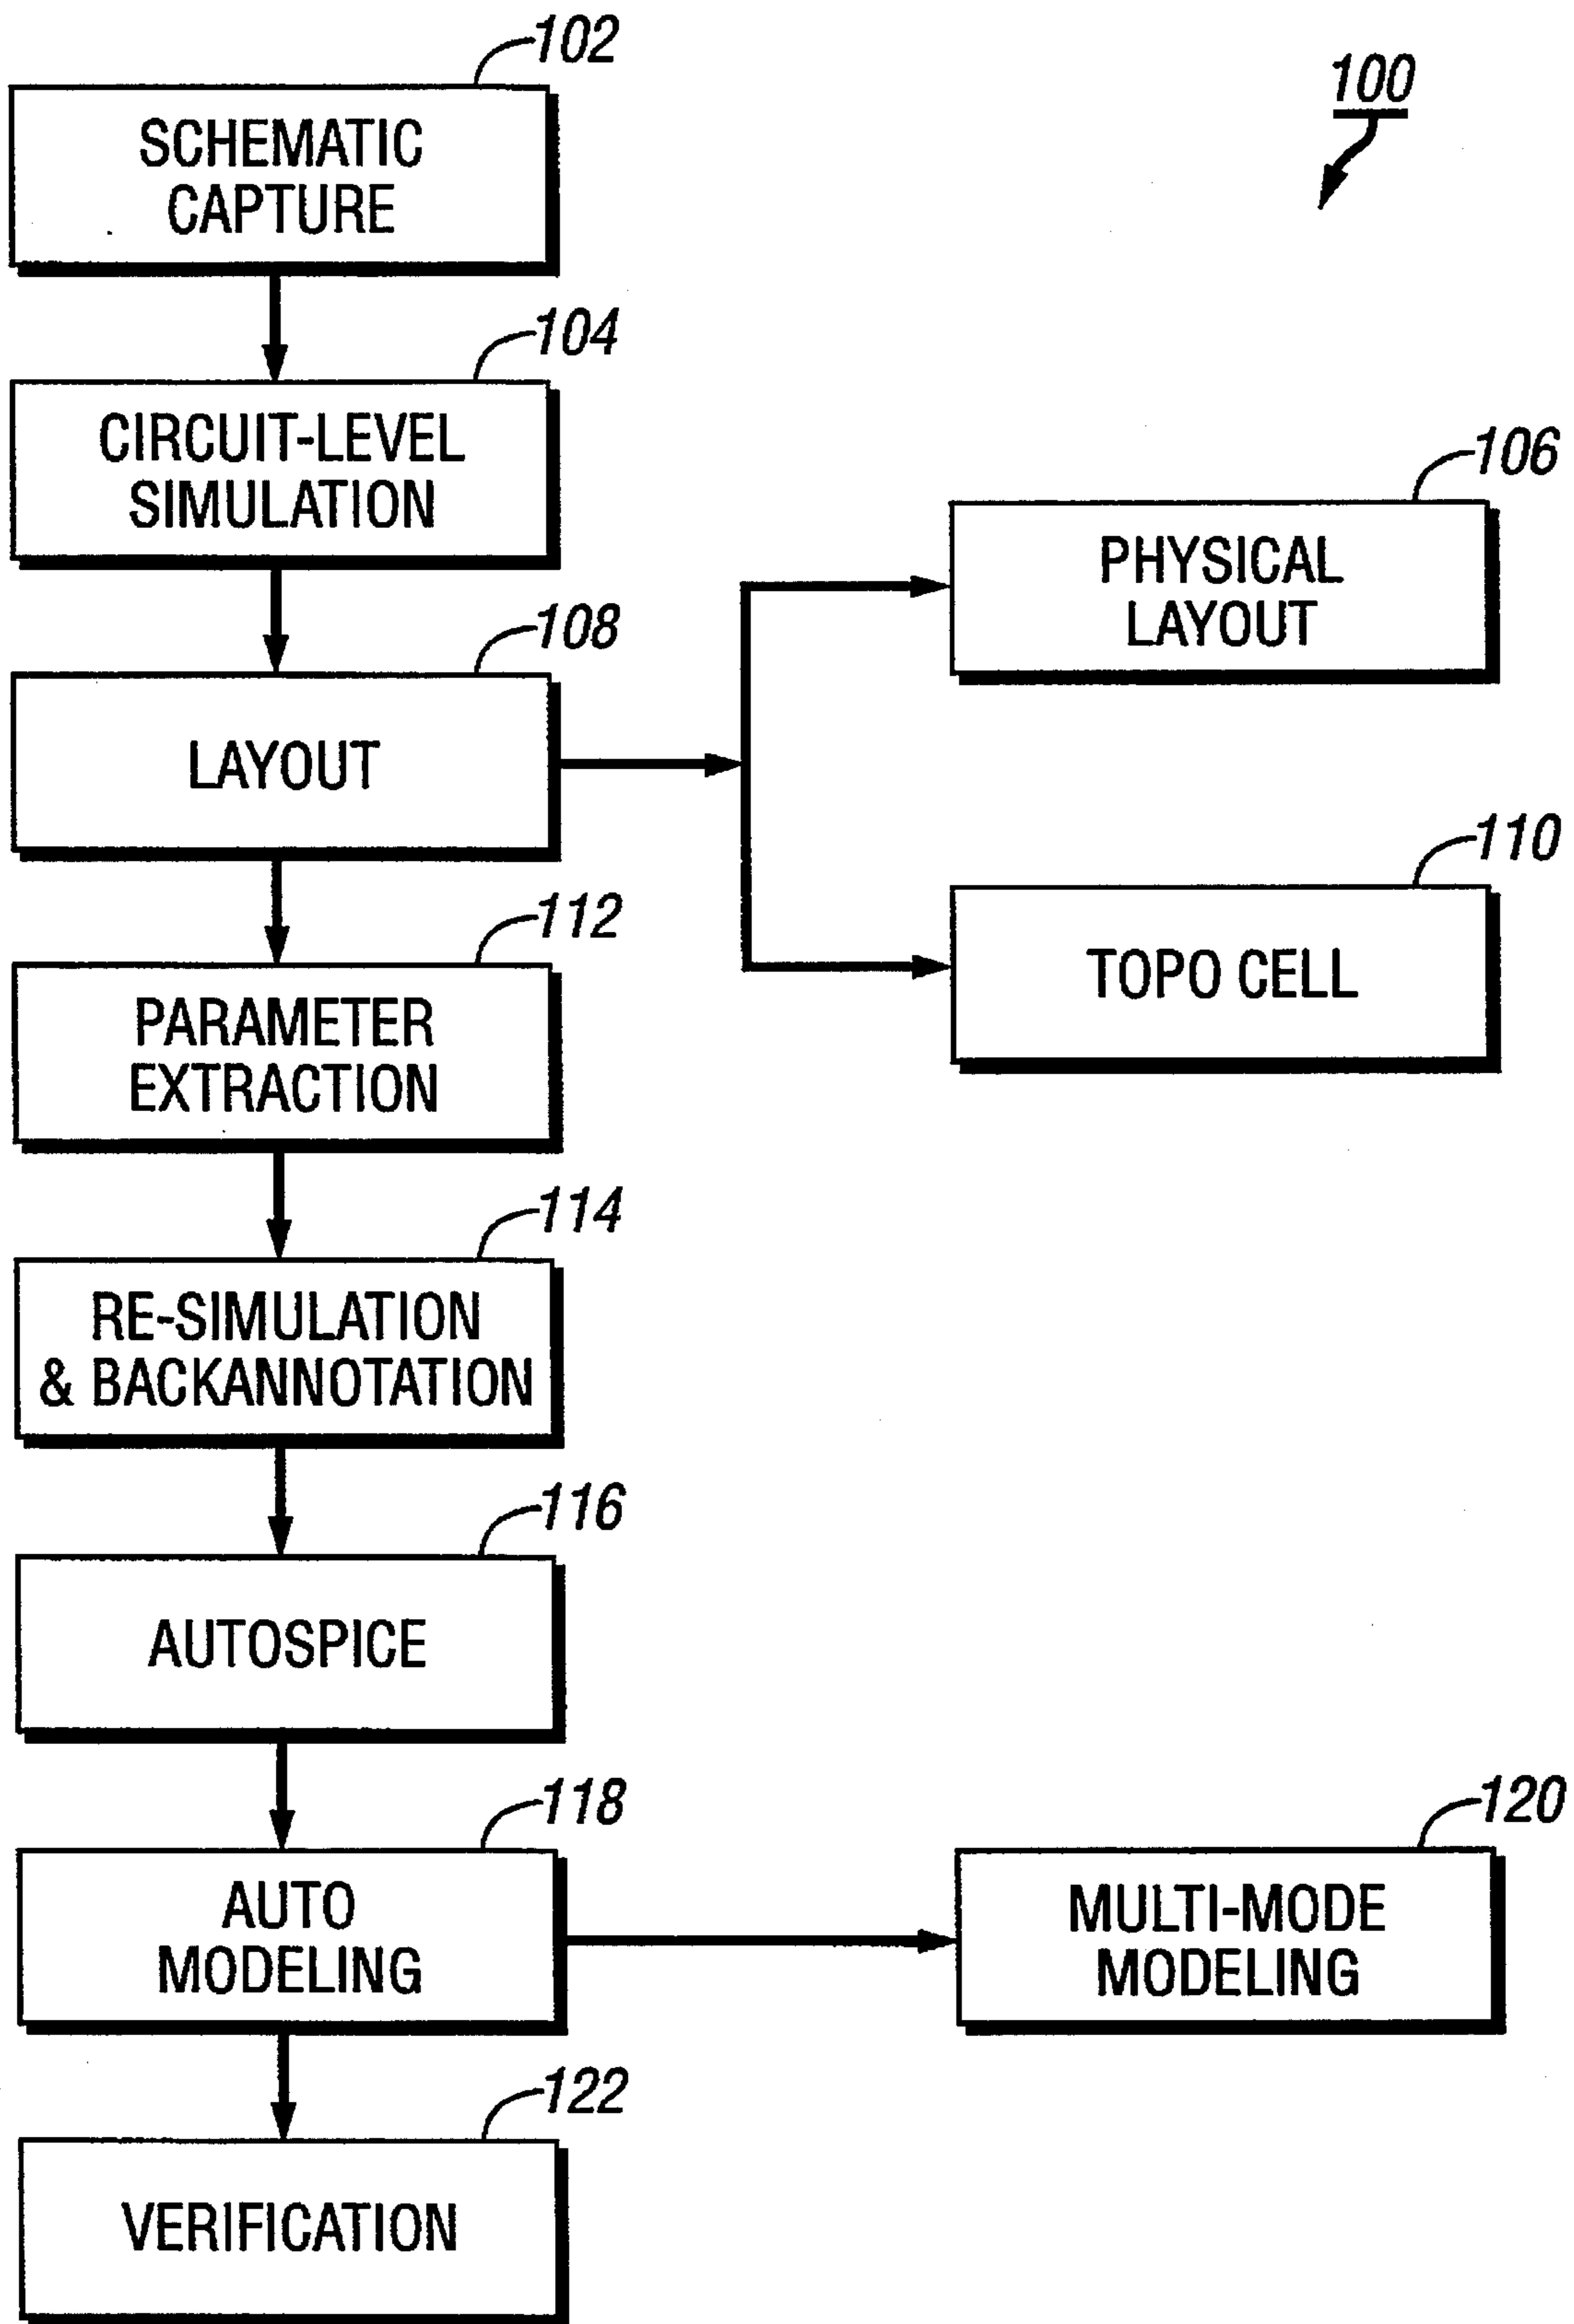 102
100
SCHEMATIC
CAPTURE
104
CIRCUIT-LEVEL
SIMULATION
106
PHYSICAL
LAYOUT
108
LAYOUT
110
TOPO CELL
112
PARAMETER
EXTRACTION
114
RE-SIMULATION
& BACKANNOTATION
116
AUTOSPICE
118
AUTO
MODELING
120
MULTI-MODE
MODELING
122
VERIFICATION